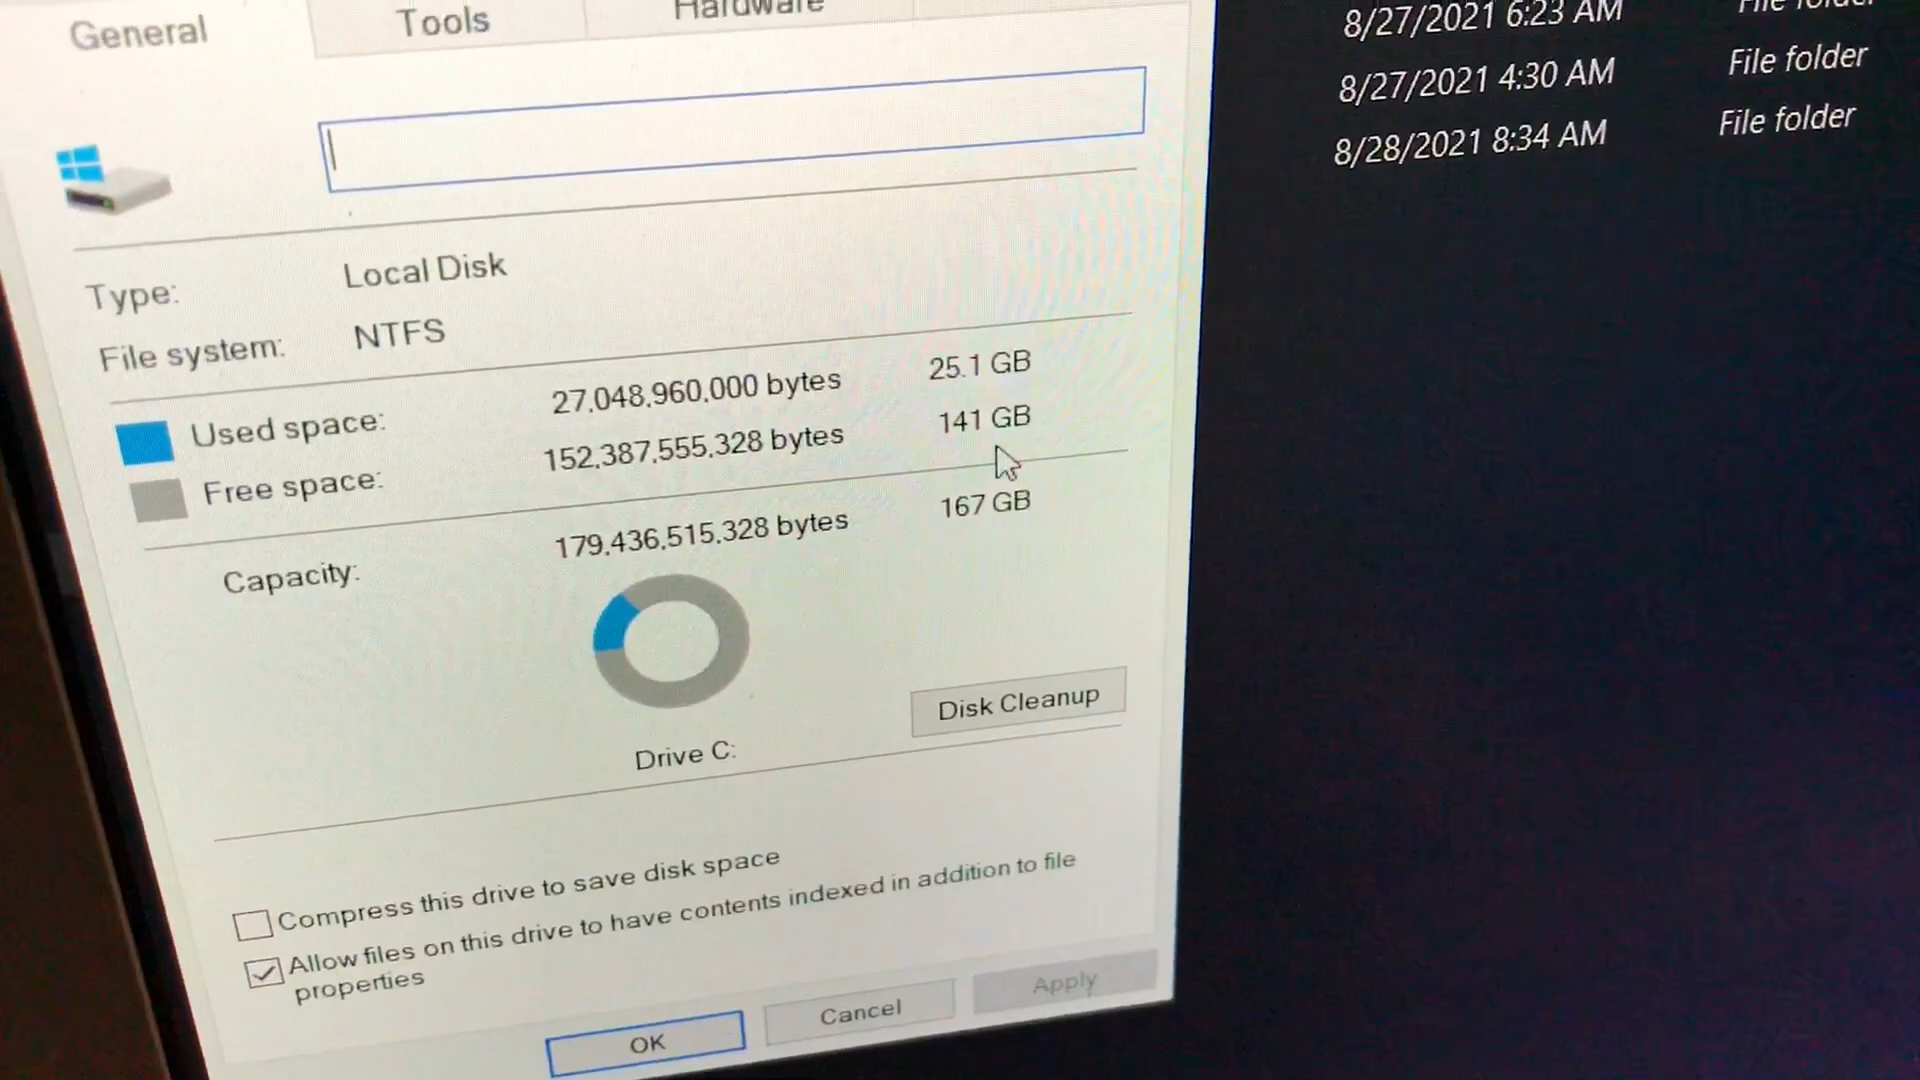 General
Tools
Hardware
Type:
Local Disk
File system:
NTFS
Used space:
27,048,960,000 bytes
25.1 GB
Free space:
152,387,555,328 bytes
141 GB
Capacity:
179,436,515,328 bytes
167 GB
Drive C:
Disk Cleanup
Compress this drive to save disk space
Allow files on this drive to have contents indexed in addition to file
properties
OK
Cancel
Apply
8/27/2021 6:23 AM
File folder
8/27/2021 4:30 AM
File folder
8/28/2021 8:34 AM
File folder